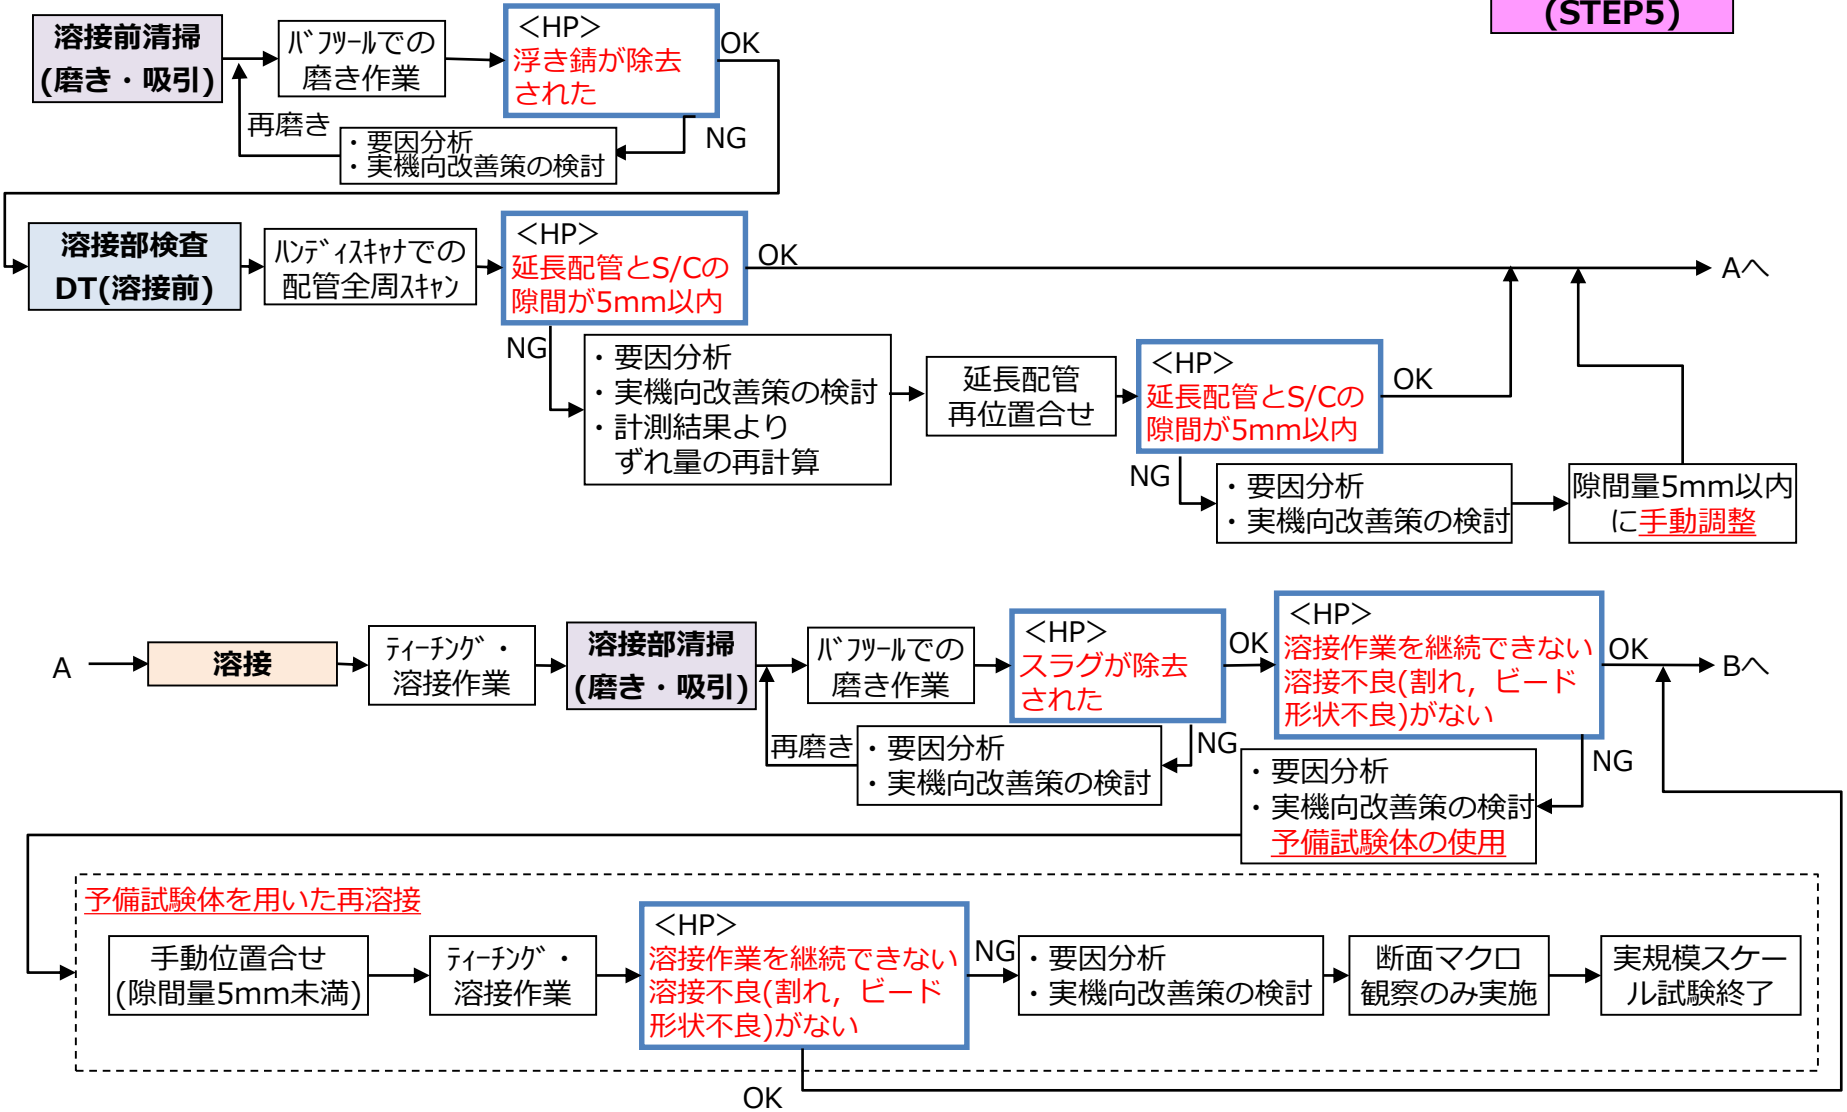 (STEP5)
溶接前清掃
(磨き・吸引)
ﾊﾞﾌﾂｰﾙでの
磨き作業
＜HP＞
浮き錆が除去
された
OK
NG
再磨き
・要因分析
・実機向改善策の検討
溶接部検査
DT(溶接前)
ﾊﾝﾃﾞｨｽｷｬﾅでの
配管全周ｽｷｬﾝ
＜HP＞
延長配管とS/Cの
隙間が5mm以内
OK
Aへ
NG
・要因分析
・実機向改善策の検討
・計測結果より
ずれ量の再計算
延長配管
再位置合せ
＜HP＞
延長配管とS/Cの
隙間が5mm以内
OK
NG
・要因分析
・実機向改善策の検討
隙間量5mm以内
に手動調整
A
溶接
ﾃｨｰﾁﾝｸﾞ・
溶接作業
溶接部清掃
(磨き・吸引)
ﾊﾞﾌﾂｰﾙでの
磨き作業
＜HP＞
スラグが除去
された
OK
＜HP＞
溶接作業を継続できない
溶接不良(割れ，ビード
形状不良)がない
OK
Bへ
再磨き
・要因分析
・実機向改善策の検討
NG
・要因分析
・実機向改善策の検討
予備試験体の使用
NG
予備試験体を用いた再溶接
手動位置合せ
(隙間量5mm未満)
ﾃｨｰﾁﾝｸﾞ・
溶接作業
＜HP＞
溶接作業を継続できない
溶接不良(割れ，ビード
形状不良)がない
NG
・要因分析
・実機向改善策の検討
断面マクロ
観察のみ実施
実規模スケー
ル試験終了
OK